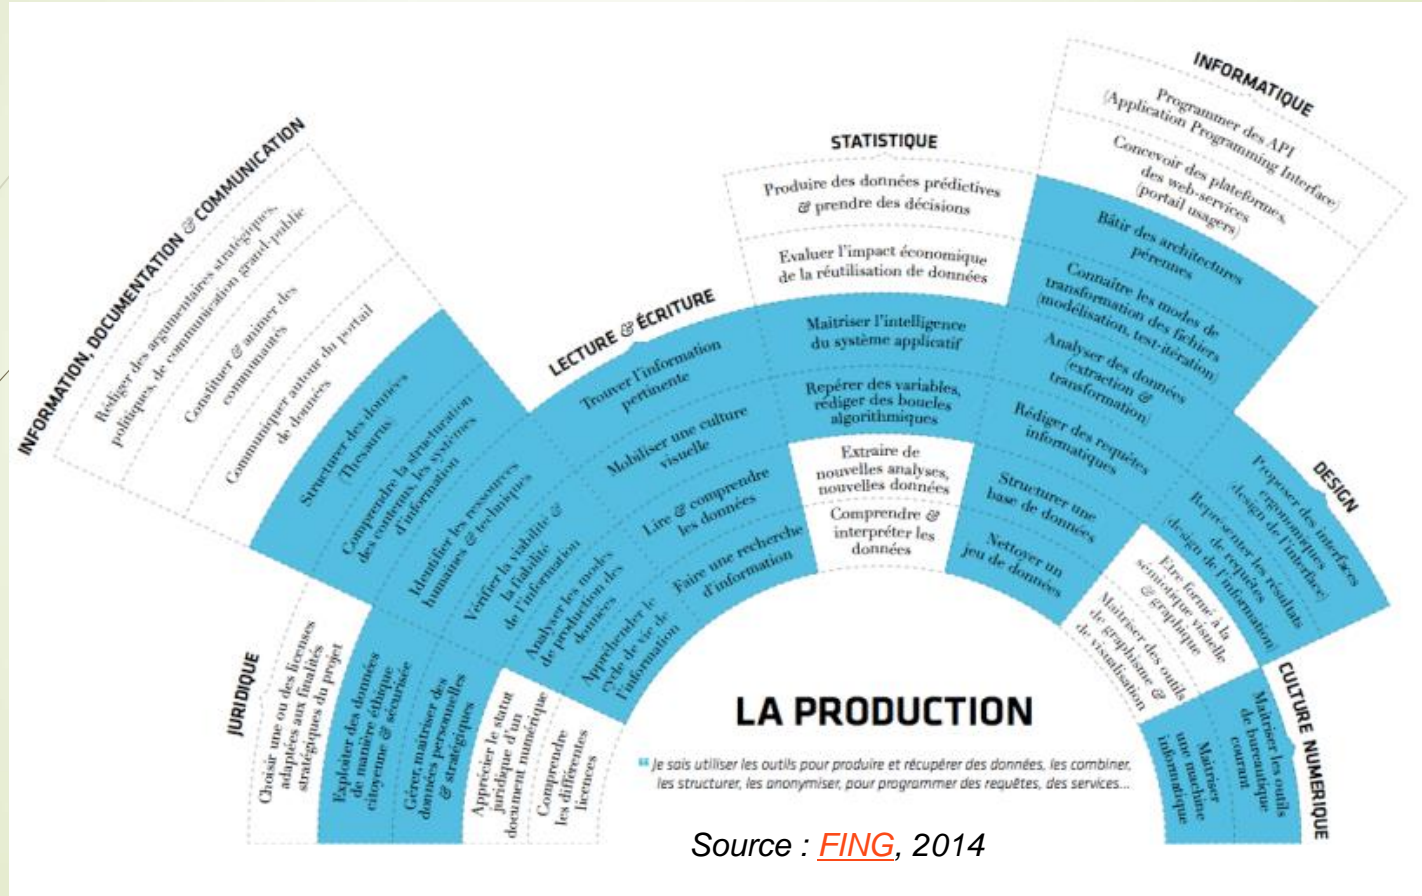 INFORMATION, DOCUMENTATION & COMMUNICATION
Rédiger des argumentaires stratégiques,
politiques, de communication grand-public
Constituer & animer des
communautés
Communiquer autour du portail
de données
Structurer des données
(Thesaurus)
Comprendre la structuration
des contenus, les systèmes
d'information
Identifier les ressources
humaines & techniques
Vérifier la viabilité &
la fiabilité
de l'information
Analyser les modes
de production des
données
Appréhender le
cycle de vie de
l'information
JURIDIQUE
Choisir une ou des licenses
adaptées aux finalités
stratégiques du projet
Exploiter des données
de manière éthique
citoyenne & sécurisée
Gérer, maîtriser des
données personnelles
& stratégiques
Apprécier le statut
juridique d'un
document numérique
Comprendre
les différentes
licences
LECTURE & ÉCRITURE
Trouver l'information
pertinente
Mobiliser une culture
visuelle
Lire & comprendre
les données
Faire une recherche
d'information
STATISTIQUE
Produire des données prédictives
& prendre des décisions
Evaluer l'impact économique
de la réutilisation de données
Maîtriser l'intelligence
du système applicatif
Repérer des variables,
rédiger des boucles
algorithmiques
Extraire de
nouvelles analyses,
nouvelles données
Comprendre &
interpréter les
données
INFORMATIQUE
Programmer des API
(Application Programming Interface)
Concevoir des plateformes,
des web-services
(portail usagers)
Bâtir des architectures
pérennes
Connaître les modes de
transformation des fichiers
(modélisation, test-itération)
Analyser des données
(extraction &
transformation)
Rédiger des requêtes
informatiques
Structurer une
base de données
Nettoyer un
jeu de données
DESIGN
Proposer des interfaces
ergonomiques
(design de l'interface)
Représenter les résultats
de requêtes
(design de l'information)
Etre formé à la
sémiotique visuelle
& graphique
Maîtriser des outils
de graphisme &
de visualisation
CULTURE NUMERIQUE
Maîtriser les outils
de bureautique
courant
Maîtriser
une machine
informatique
LA PRODUCTION
“ Je sais utiliser les outils pour produire et récupérer des données, les combiner,
les structurer, les anonymiser, pour programmer des requêtes, des services...
Source : FING, 2014